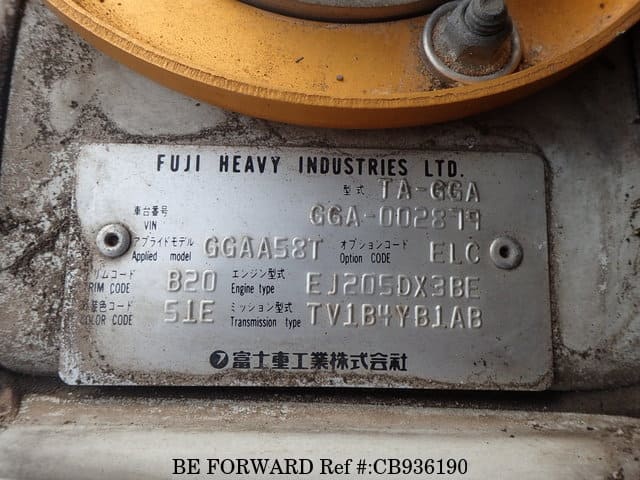 FUJI HEAVY INDUSTRIES LTD.
型式 TA-GGA
車台番号 VIN GGA-002879
アプライドモデル Applied model GGAA58T オプションコード Option CODE ELC
リムコード RIM CODE B20 エンジン型式 Engine type EJ205DX3BE
装色コード COLOR CODE 51E ミッション型式 Transmission type TV1B4YB1AB
富士重工業株式会社
BE FORWARD Ref #:CB936190